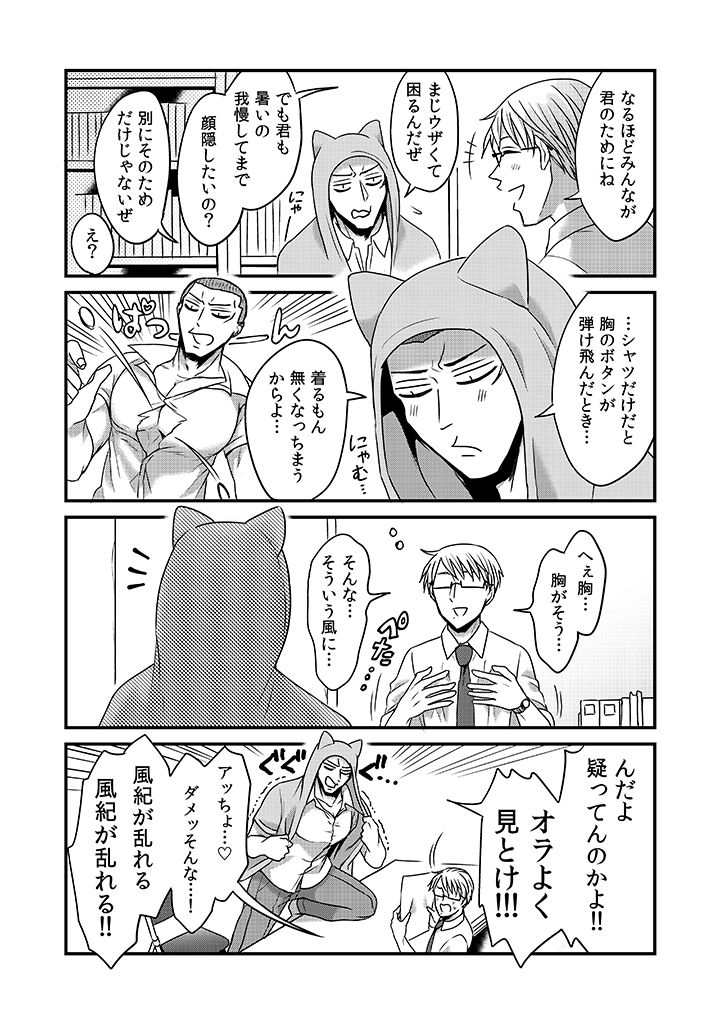 なるほどみんなが
君のためにね
まじウザくて
困るんだぜ
にゃ
でも君も
暑いの
我慢してまで
顔隠したいの？
別にそのため
だけじゃないぜ
え？
…シャツだけだと
胸のボタンが
弾け飛んだとき…
にゃむ…
着るもん
無くなっちまう
からよ…
ぱっ♡ん
へぇ胸…
胸がそう…
ぺた…
そんな…
そういう風に…
んだよ
疑ってんのかよ!!
オラよく
見とけ!!!
ぐぐ
ぐぐ…
アッちょ…♡
ダメッそんな…!
風紀が乱れる
風紀が乱れる!!